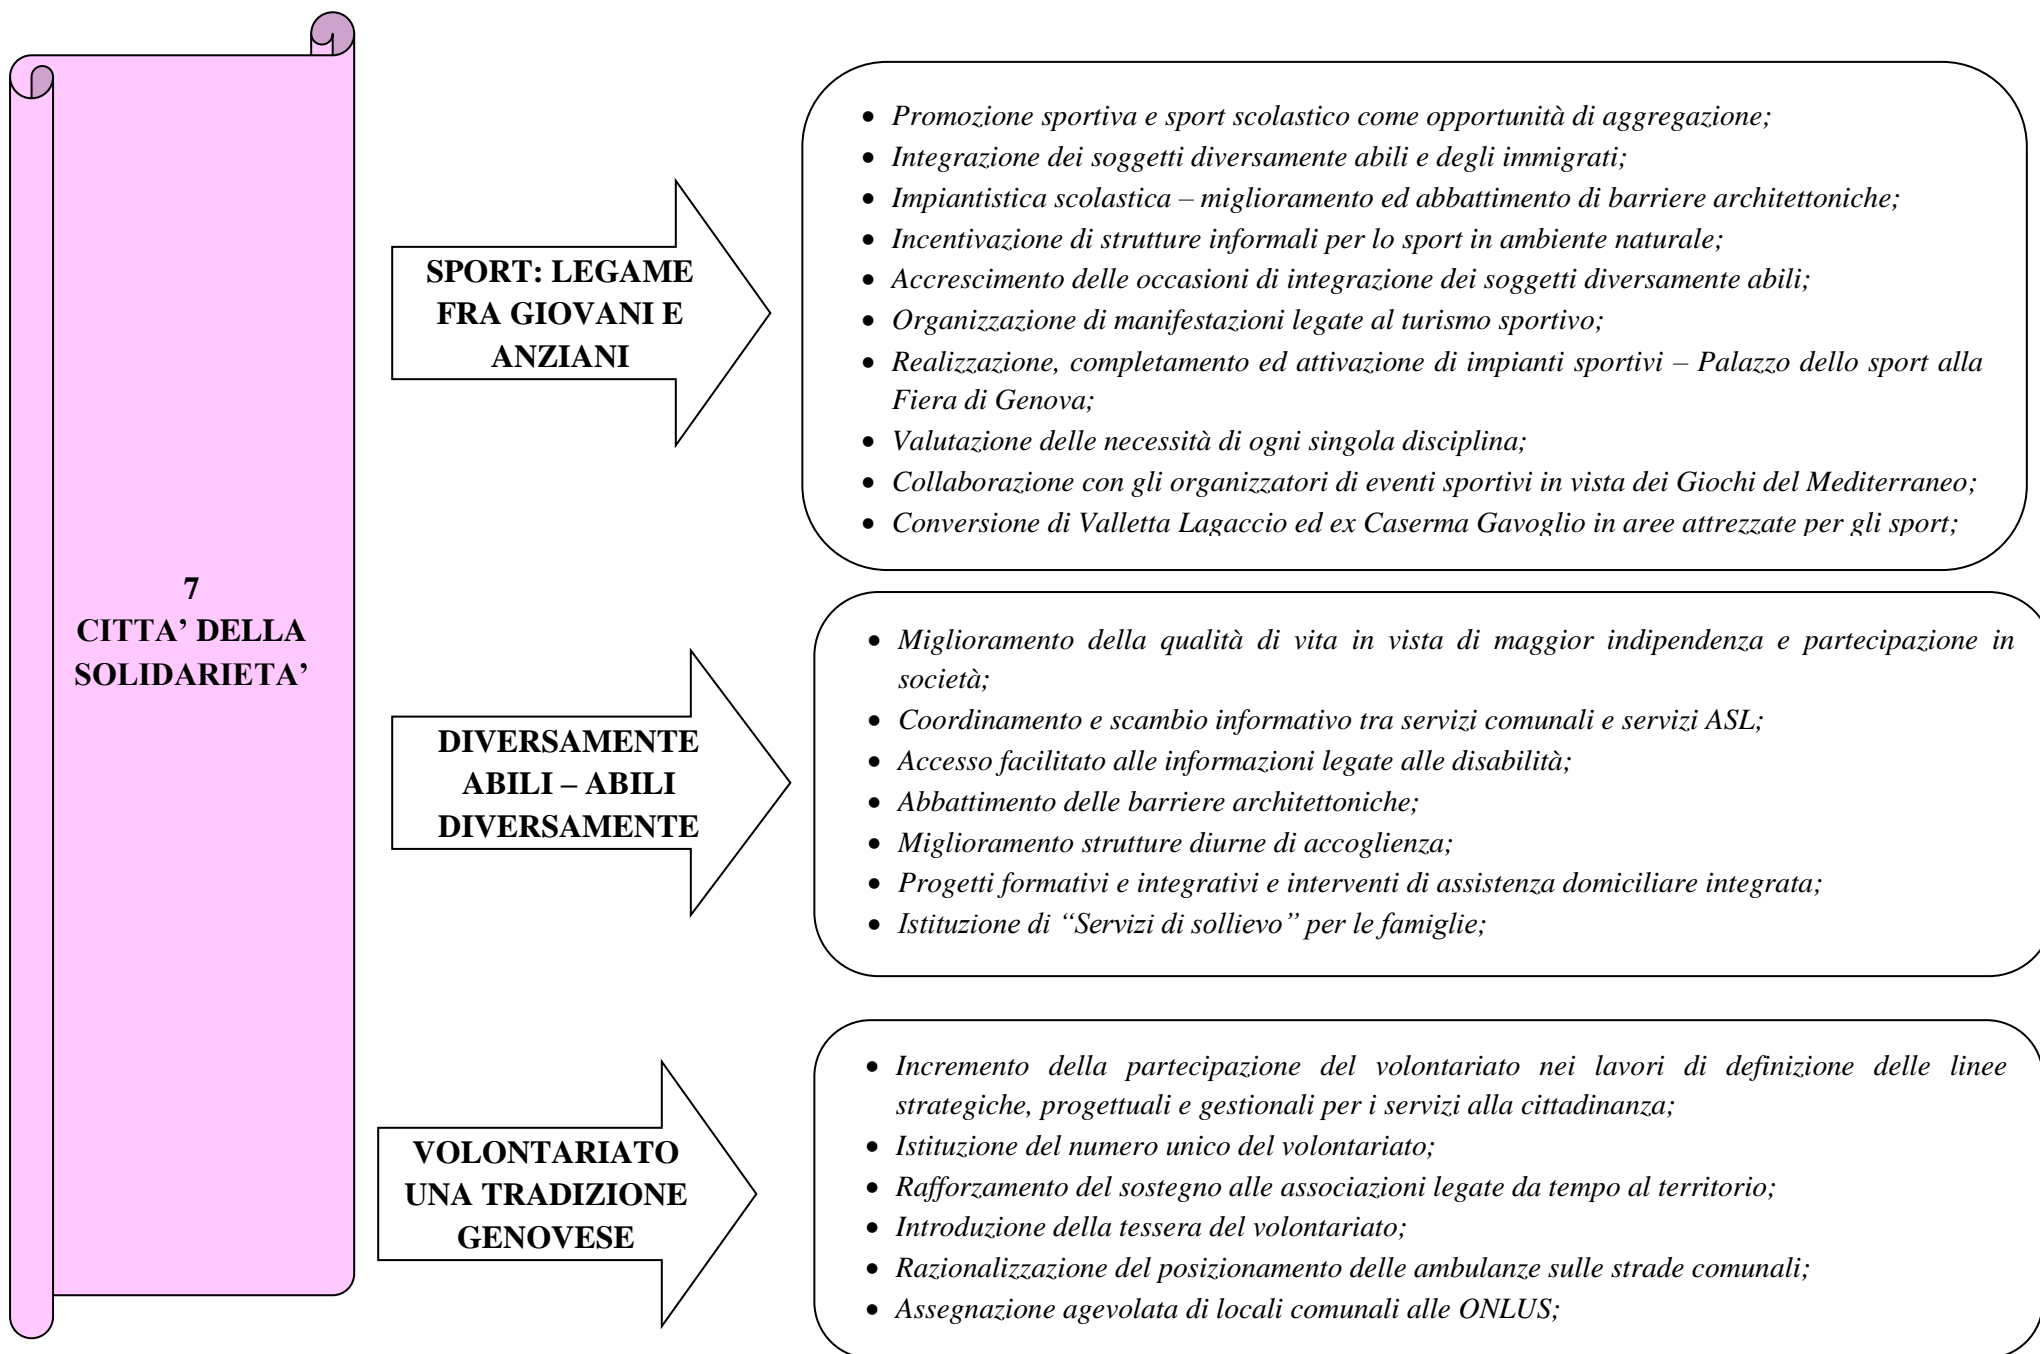 7
CITTA’ DELLA
SOLIDARIETA’
SPORT: LEGAME
FRA GIOVANI E
ANZIANI
• Promozione sportiva e sport scolastico come opportunità di aggregazione;
• Integrazione dei soggetti diversamente abili e degli immigrati;
• Impiantistica scolastica – miglioramento ed abbattimento di barriere architettoniche;
• Incentivazione di strutture informali per lo sport in ambiente naturale;
• Accrescimento delle occasioni di integrazione dei soggetti diversamente abili;
• Organizzazione di manifestazioni legate al turismo sportivo;
• Realizzazione, completamento ed attivazione di impianti sportivi – Palazzo dello sport alla
Fiera di Genova;
• Valutazione delle necessità di ogni singola disciplina;
• Collaborazione con gli organizzatori di eventi sportivi in vista dei Giochi del Mediterraneo;
• Conversione di Valletta Lagaccio ed ex Caserma Gavoglio in aree attrezzate per gli sport;
DIVERSAMENTE
ABILI – ABILI
DIVERSAMENTE
• Miglioramento della qualità di vita in vista di maggior indipendenza e partecipazione in
società;
• Coordinamento e scambio informativo tra servizi comunali e servizi ASL;
• Accesso facilitato alle informazioni legate alle disabilità;
• Abbattimento delle barriere architettoniche;
• Miglioramento strutture diurne di accoglienza;
• Progetti formativi e integrativi e interventi di assistenza domiciliare integrata;
• Istituzione di “Servizi di sollievo” per le famiglie;
VOLONTARIATO
UNA TRADIZIONE
GENOVESE
• Incremento della partecipazione del volontariato nei lavori di definizione delle linee
strategiche, progettuali e gestionali per i servizi alla cittadinanza;
• Istituzione del numero unico del volontariato;
• Rafforzamento del sostegno alle associazioni legate da tempo al territorio;
• Introduzione della tessera del volontariato;
• Razionalizzazione del posizionamento delle ambulanze sulle strade comunali;
• Assegnazione agevolata di locali comunali alle ONLUS;